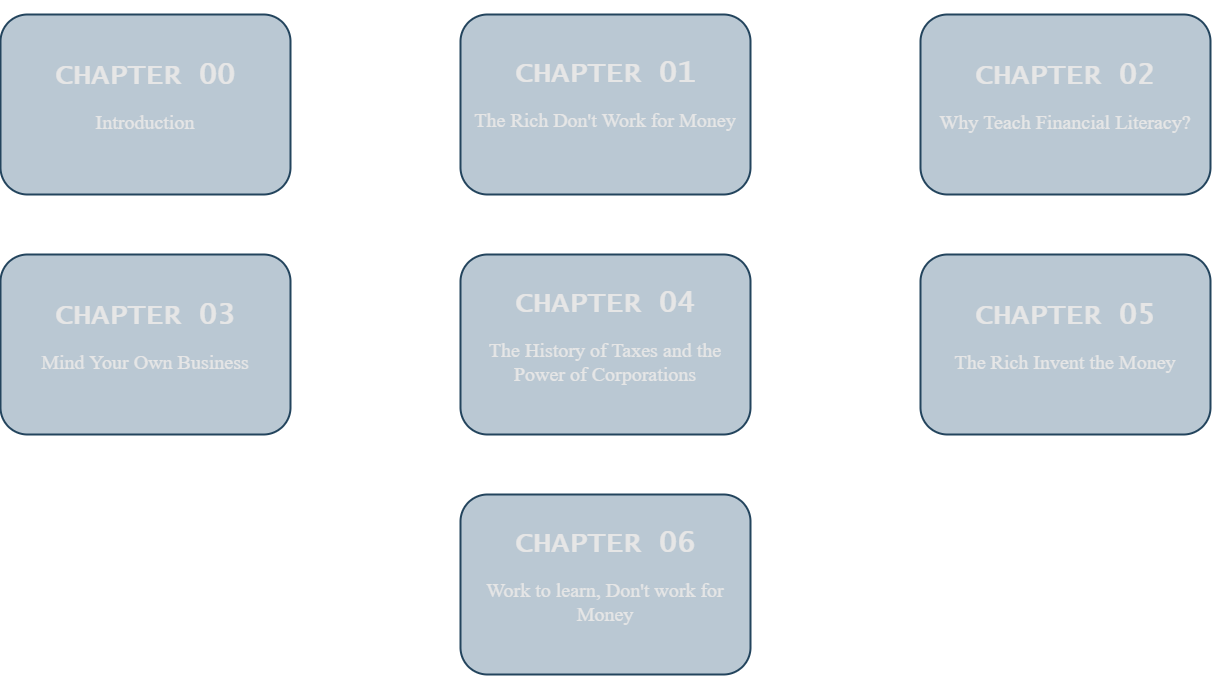 CHAPTER 00
Introduction
CHAPTER 01
The Rich Don't Work for Money
CHAPTER 02
Why Teach Financial Literacy?
CHAPTER 03
Mind Your Own Business
CHAPTER 04
The History of Taxes and the
Power of Corporations
CHAPTER 05
The Rich Invent the Money
CHAPTER 06
Work to learn, Don't work for
Money